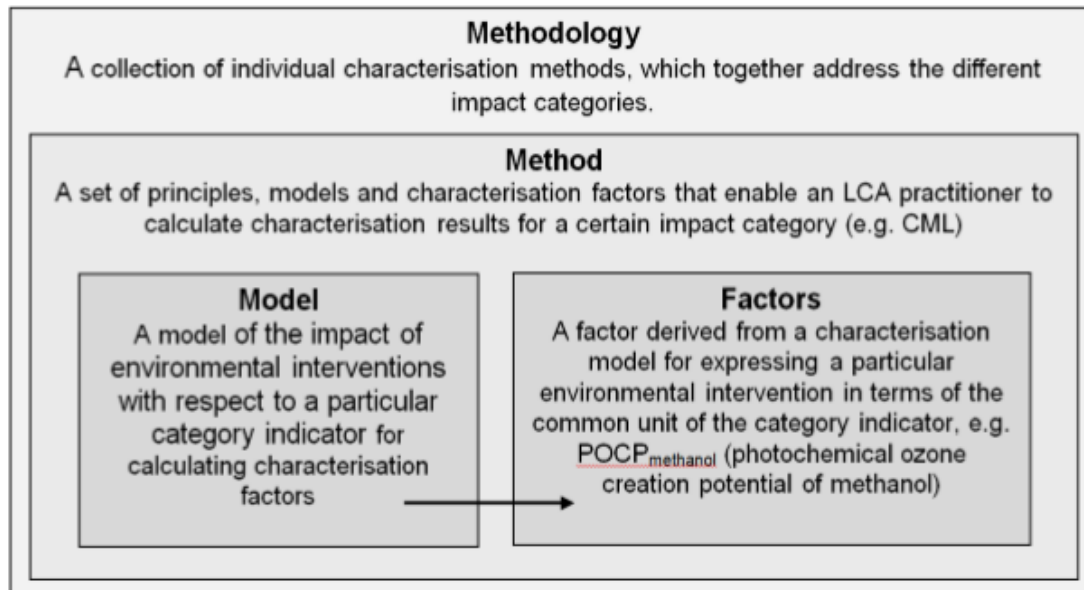 Methodology
A collection of individual characterisation methods, which together address the different
impact categories.
Method
A set of principles, models and characterisation factors that enable an LCA practitioner to
calculate characterisation results for a certain impact category (e.g. CML)
Model
A model of the impact of
environmental interventions
with respect to a particular
category indicator for
calculating characterisation
factors
Factors
A factor derived from a characterisation
model for expressing a particular
environmental intervention in terms of the
common unit of the category indicator, e.g.
POCPmethanol (photochemical ozone
creation potential of methanol)